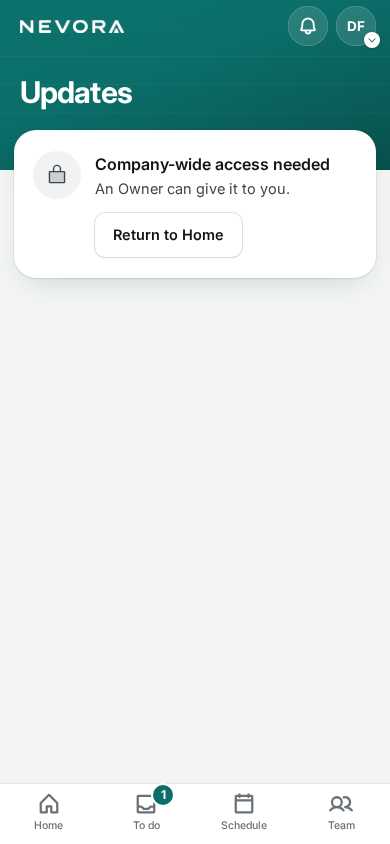 NEVORA
DF
Updates
Company-wide access needed
An Owner can give it to you.
Return to Home
1
Home
To do
Schedule
Team